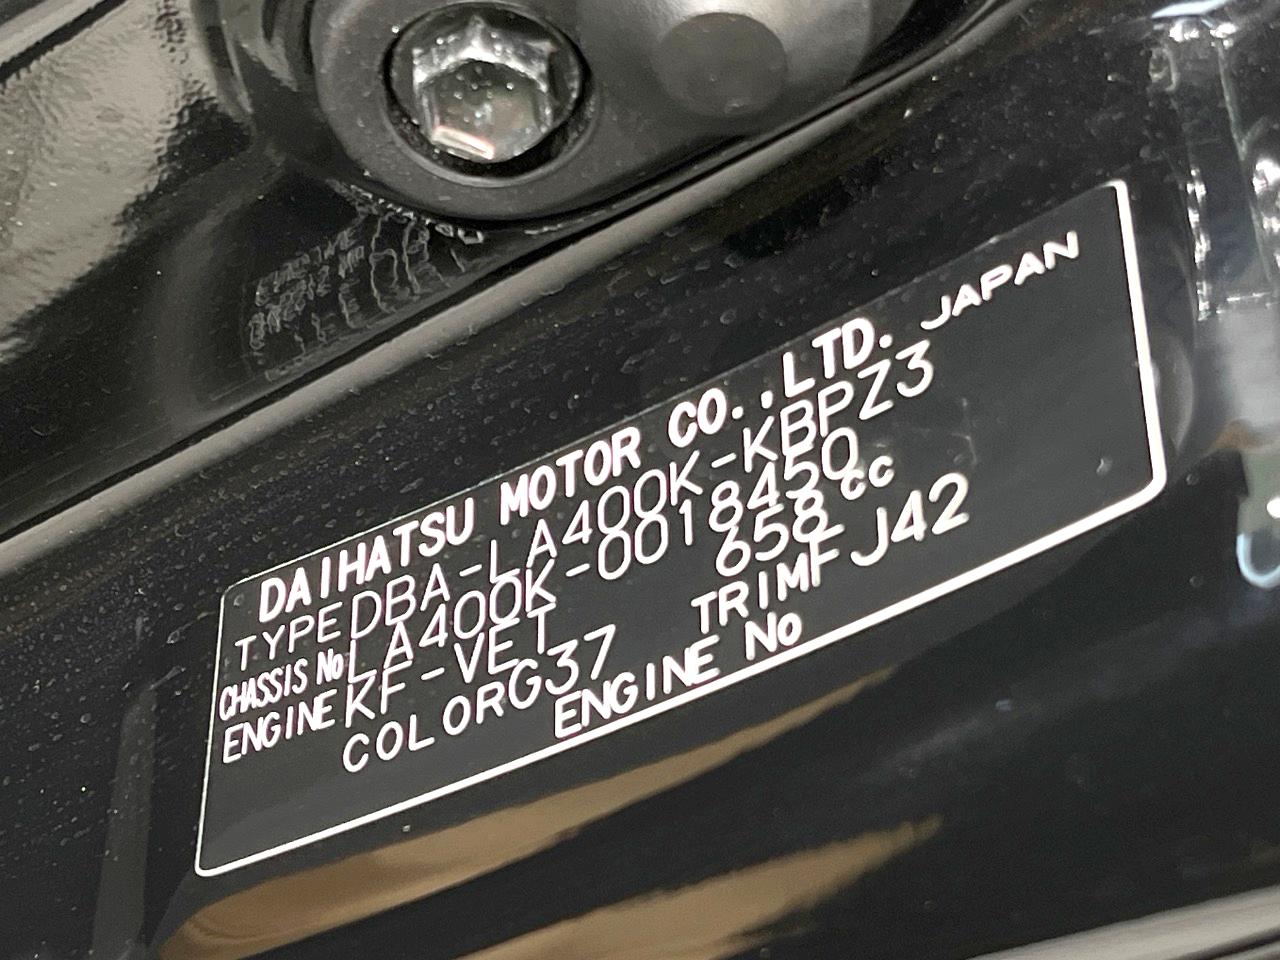 DAIHATSU MOTOR CO.,LTD. JAPAN
TYPE DBA-LA400K-KBPZ3
CHASSIS No LA400K-0018450
ENGINE KF-VET 658 cc
COLOR G37 TRIM FJ42
ENGINE No